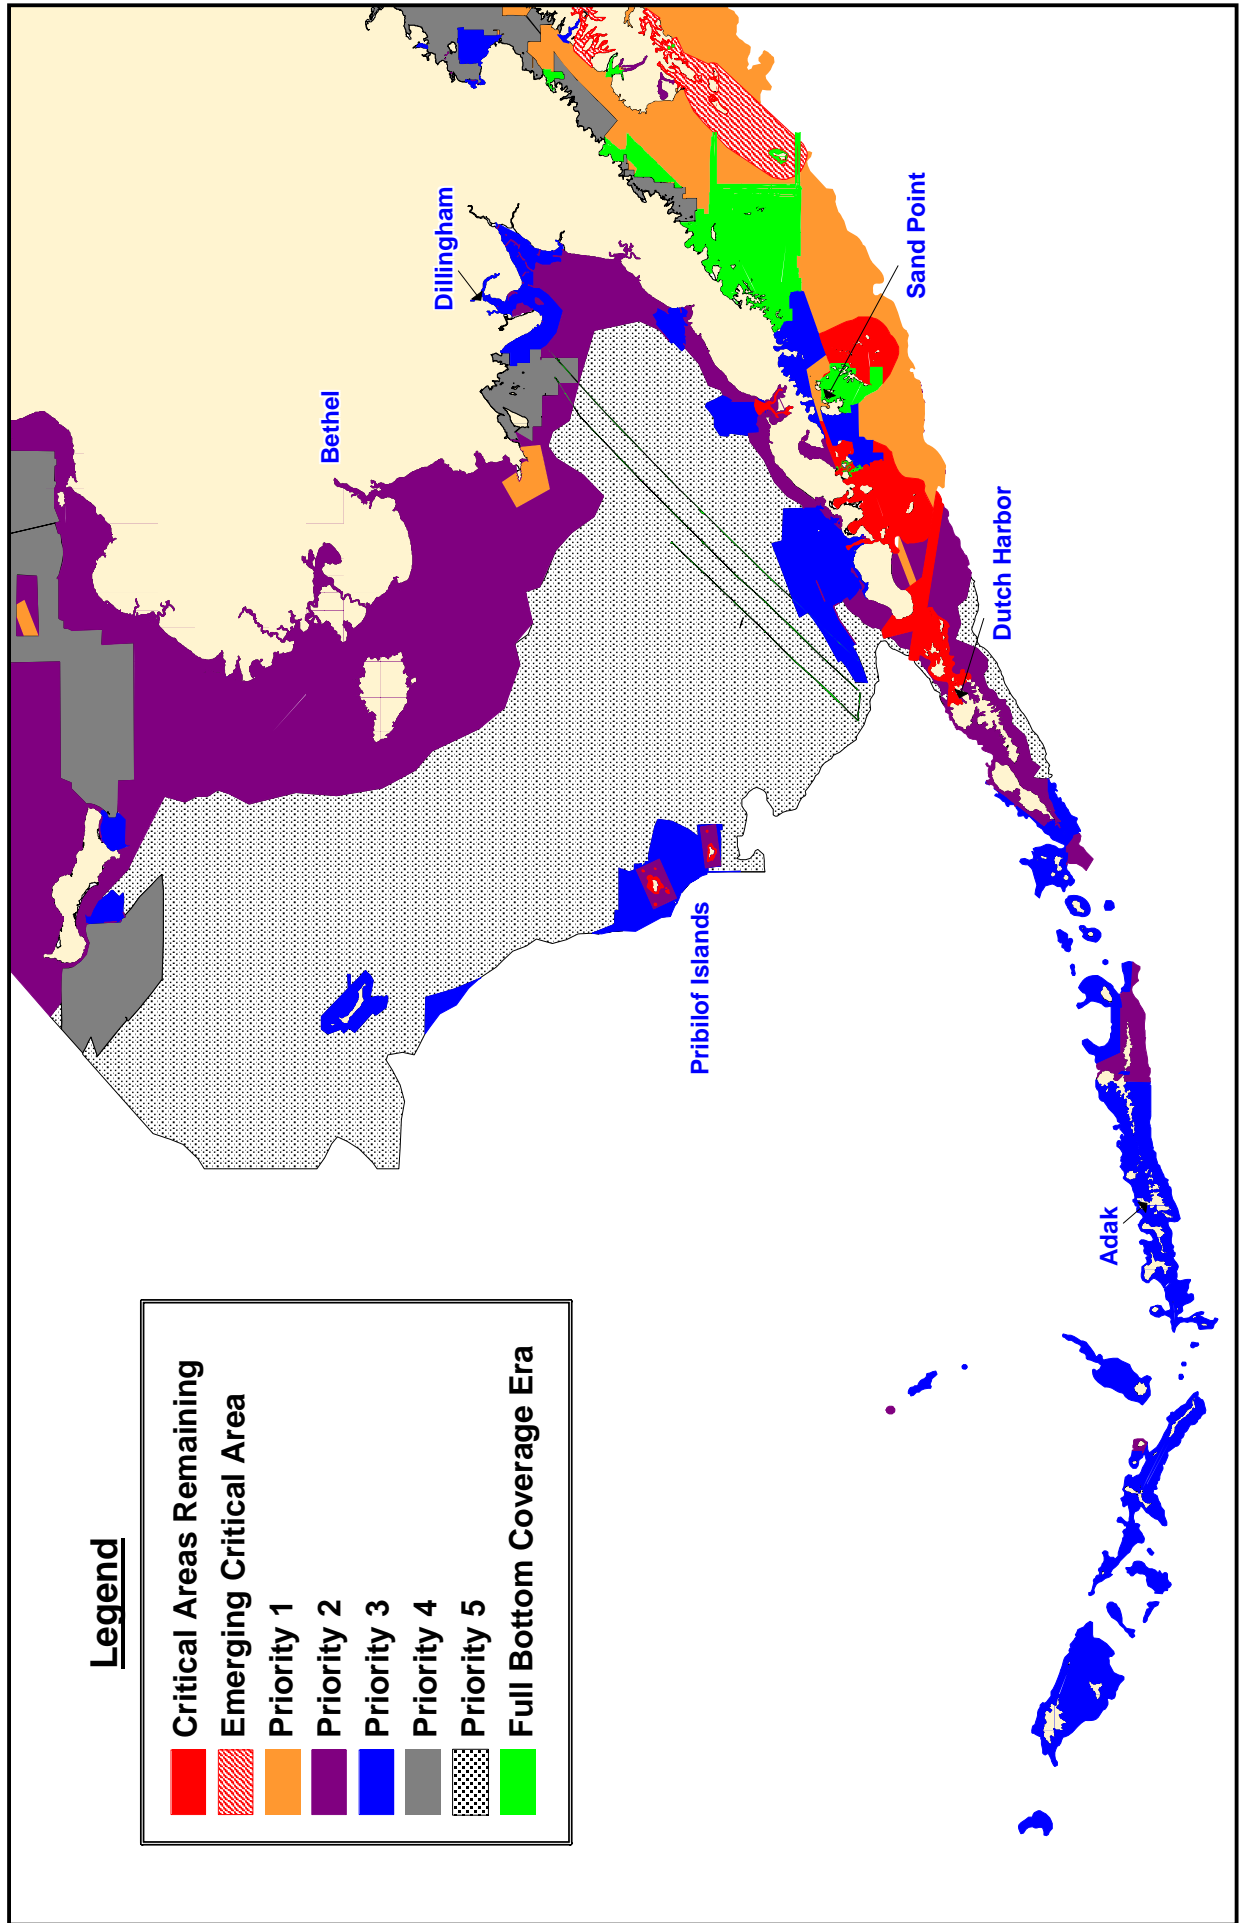 Legend
Critical Areas Remaining
Emerging Critical Area
Priority 1
Priority 2
Priority 3
Priority 4
Priority 5
Full Bottom Coverage Era
Bethel
Dillingham
Pribilof Islands
Sand Point
Dutch Harbor
Adak